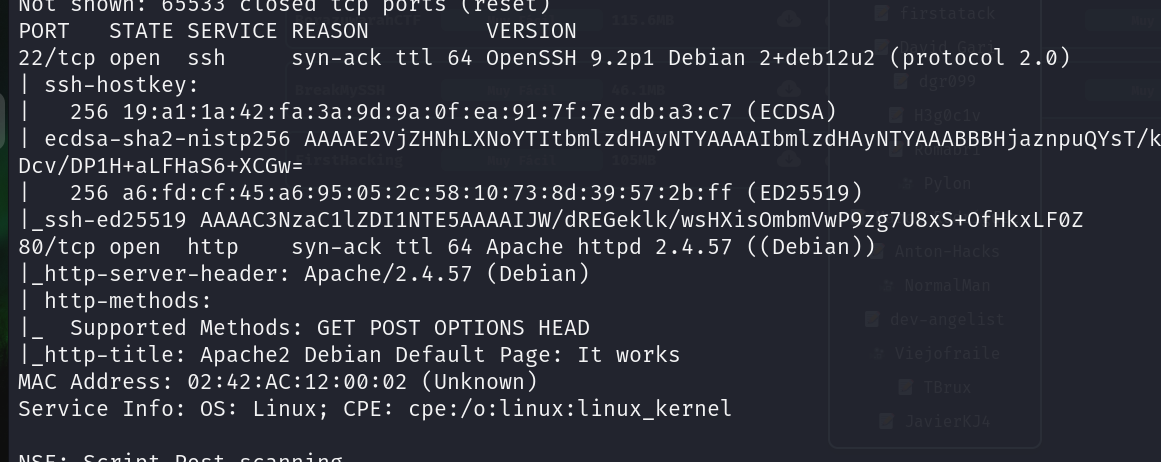 Not shown: 65533 closed tcp ports (reset)
PORT   STATE SERVICE REASON         VERSION
22/tcp open  ssh     syn-ack ttl 64 OpenSSH 9.2p1 Debian 2+deb12u2 (protocol 2.0)
| ssh-hostkey:
|   256 19:a1:1a:42:fa:3a:9d:9a:0f:ea:91:7f:7e:db:a3:c7 (ECDSA)
| ecdsa-sha2-nistp256 AAAAE2VjZHNhLXNoYTItbmlzdHAyNTYAAAAIbmlzdHAyNTYAAABBBHjaznpuQYsT/k
Dcv/DP1H+aLFHaS6+XCGw=
|   256 a6:fd:cf:45:a6:95:05:2c:58:10:73:8d:39:57:2b:ff (ED25519)
|_ssh-ed25519 AAAAC3NzaC1lZDI1NTE5AAAAIJW/dREGeklk/wsHXisOmbmVwP9zg7U8xS+OfHkxLF0Z
80/tcp open  http    syn-ack ttl 64 Apache httpd 2.4.57 ((Debian))
|_http-server-header: Apache/2.4.57 (Debian)
| http-methods:
|_  Supported Methods: GET POST OPTIONS HEAD
|_http-title: Apache2 Debian Default Page: It works
MAC Address: 02:42:AC:12:00:02 (Unknown)
Service Info: OS: Linux; CPE: cpe:/o:linux:linux_kernel
NSE: Script Post-scanning.
firstatack
dgr099
Pylon
Anton-Hacks
NormalMan
dev-angelist
Viejofraile
TBrux
JavierKJ4